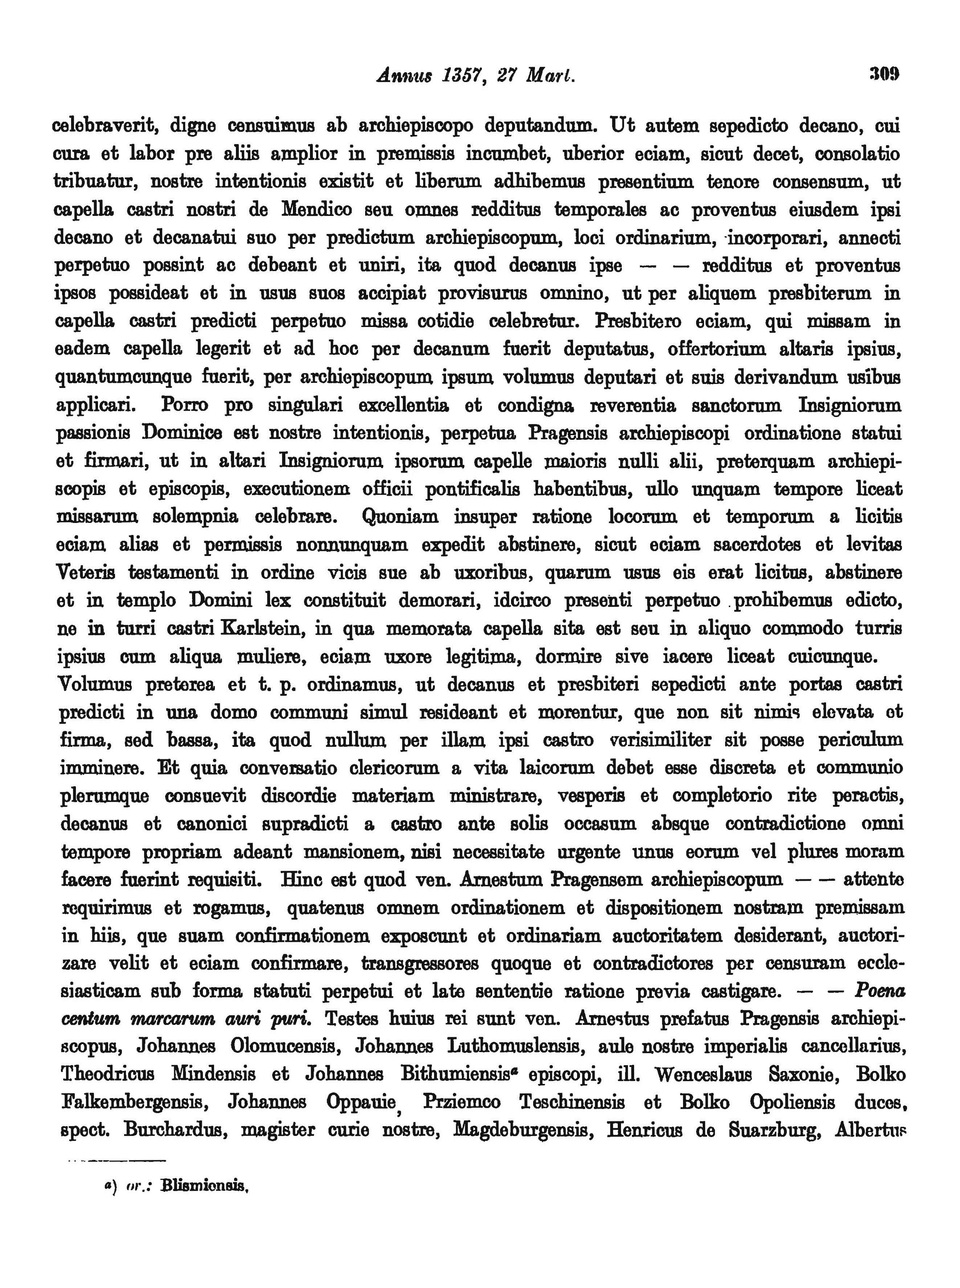 Annus 1357, 27 Mart. 309
celebraverit, digne censuimus ab archiepiscopo deputandum. Ut autem sepedicto decano, cui
cura et labor pre aliis amplior in premissis incumbet, uberior eciam, sicut decet, consolatio
tribuatur, nostre intentionis existit et liberum adhibemus presentium tenore consensum, ut
capella castri nostri de Mendico seu omnes redditus temporales ac proventus eiusdem ipsi
decano et decanatui suo per predictum archiepiscopum, loci ordinarium, incorporari, annecti
perpetuo possint ac debeant et uniri, ita quod decanus ipse — — redditus et proventus
ipsos possideat et in usus suos accipiat provisurus omnino, ut per aliquem presbiterum in
capella castri predicti perpetuo missa cotidie celebretur. Presbitero eciam, qui missam in
eadem capella legerit et ad hoc per decanum fuerit deputatus, offertorium altaris ipsius,
quantumcunque fuerit, per archiepiscopum ipsum volumus deputari et suis derivandum usibus
applicari. Porro pro singulari excellentia et condigna reverentia sanctorum Insigniorum
passionis Dominice est nostre intentionis, perpetua Pragensis archiepiscopi ordinatione statui
et firmari, ut in altari Insigniorum ipsorum capelle maioris nulli alii, preterquam archiepi-
scopis et episcopis, executionem officii pontificalis habentibus, ullo unquam tempore liceat
missarum solempnia celebrare. Quoniam insuper ratione locorum et temporum a licitis
eciam alias et permissis nonnunquam expedit abstinere, sicut eciam sacerdotes et levitas
Veteris testamenti in ordine vicis sue ab uxoribus, quarum usus eis erat licitus, abstinere
et in templo Domini lex constituit demorari, idcirco presenti perpetuo prohibemus edicto,
ne in turri castri Karlstein, in qua memorata capella sita est seu in aliquo commodo turris
ipsius cum aliqua muliere, eciam uxore legitima, dormire sive iacere liceat cuicunque.
Volumus preterea et t. p. ordinamus, ut decanus et presbiteri sepedicti ante portas castri
predicti in una domo communi simul resideant et morentur, que non sit nimis elevata et
firma, sed bassa, ita quod nullum per illam ipsi castro verisimiliter sit posse periculum
imminere. Et quia conversatio clericorum a vita laicorum debet esse discreta et communio
plerumque consuevit discordie materiam ministrare, vesperis et completorio rite peractis,
decanus et canonici supradicti a castro ante solis occasum absque contradictione omni
tempore propriam adeant mansionem, nisi necessitate urgente unus eorum vel plures moram
facere fuerint requisiti. Hinc est quod ven. Arnestum Pragensem archiepiscopum — — attente
requirimus et rogamus, quatenus omnem ordinationem et dispositionem nostram premissam
in hiis, que suam confirmationem exposcunt et ordinariam auctoritatem desiderant, auctori-
zare velit et eciam confirmare, transgressores quoque et contradictores per censuram eccle-
siasticam sub forma statuti perpetui et late sententie ratione previa castigare. — — Poena
centum marcarum auri puri. Testes huius rei sunt ven. Arnestus prefatus Pragensis archiepi-
scopus, Johannes Olomucensis, Johannes Luthomuslensis, aule nostre imperialis cancellarius,
Theodricus Mindensis et Johannes Bithumiensisᵃ episcopi, ill. Wenceslaus Saxonie, Bolko
Falkembergensis, Johannes Oppauie, Prziemco Teschinensis et Bolko Opoliensis duces,
spect. Burchardus, magister curie nostre, Magdeburgensis, Henricus de Suarzburg, Albertus
a) or.: Blismionsis.